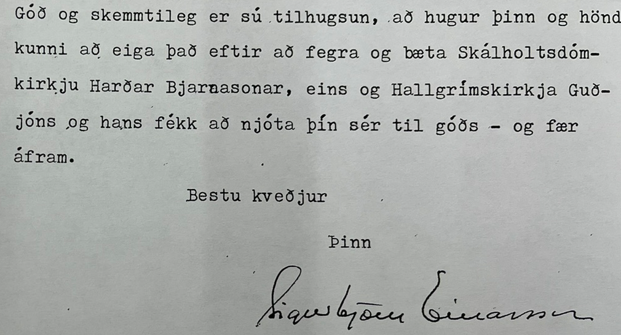 Góð og skemmtileg er sú tilhugsun, að hugur þinn og hönd
kunni að eiga það eftir að fegra og bæta Skálholtsdóm-
kirkju Harðar Bjarnasonar, eins og Hallgrímskirkja Guð-
jóns og hans fékk að njóta þín sér til góðs - og fær
áfram.
Bestu kveðjur
Þinn
Sigurbjörn Einarsson